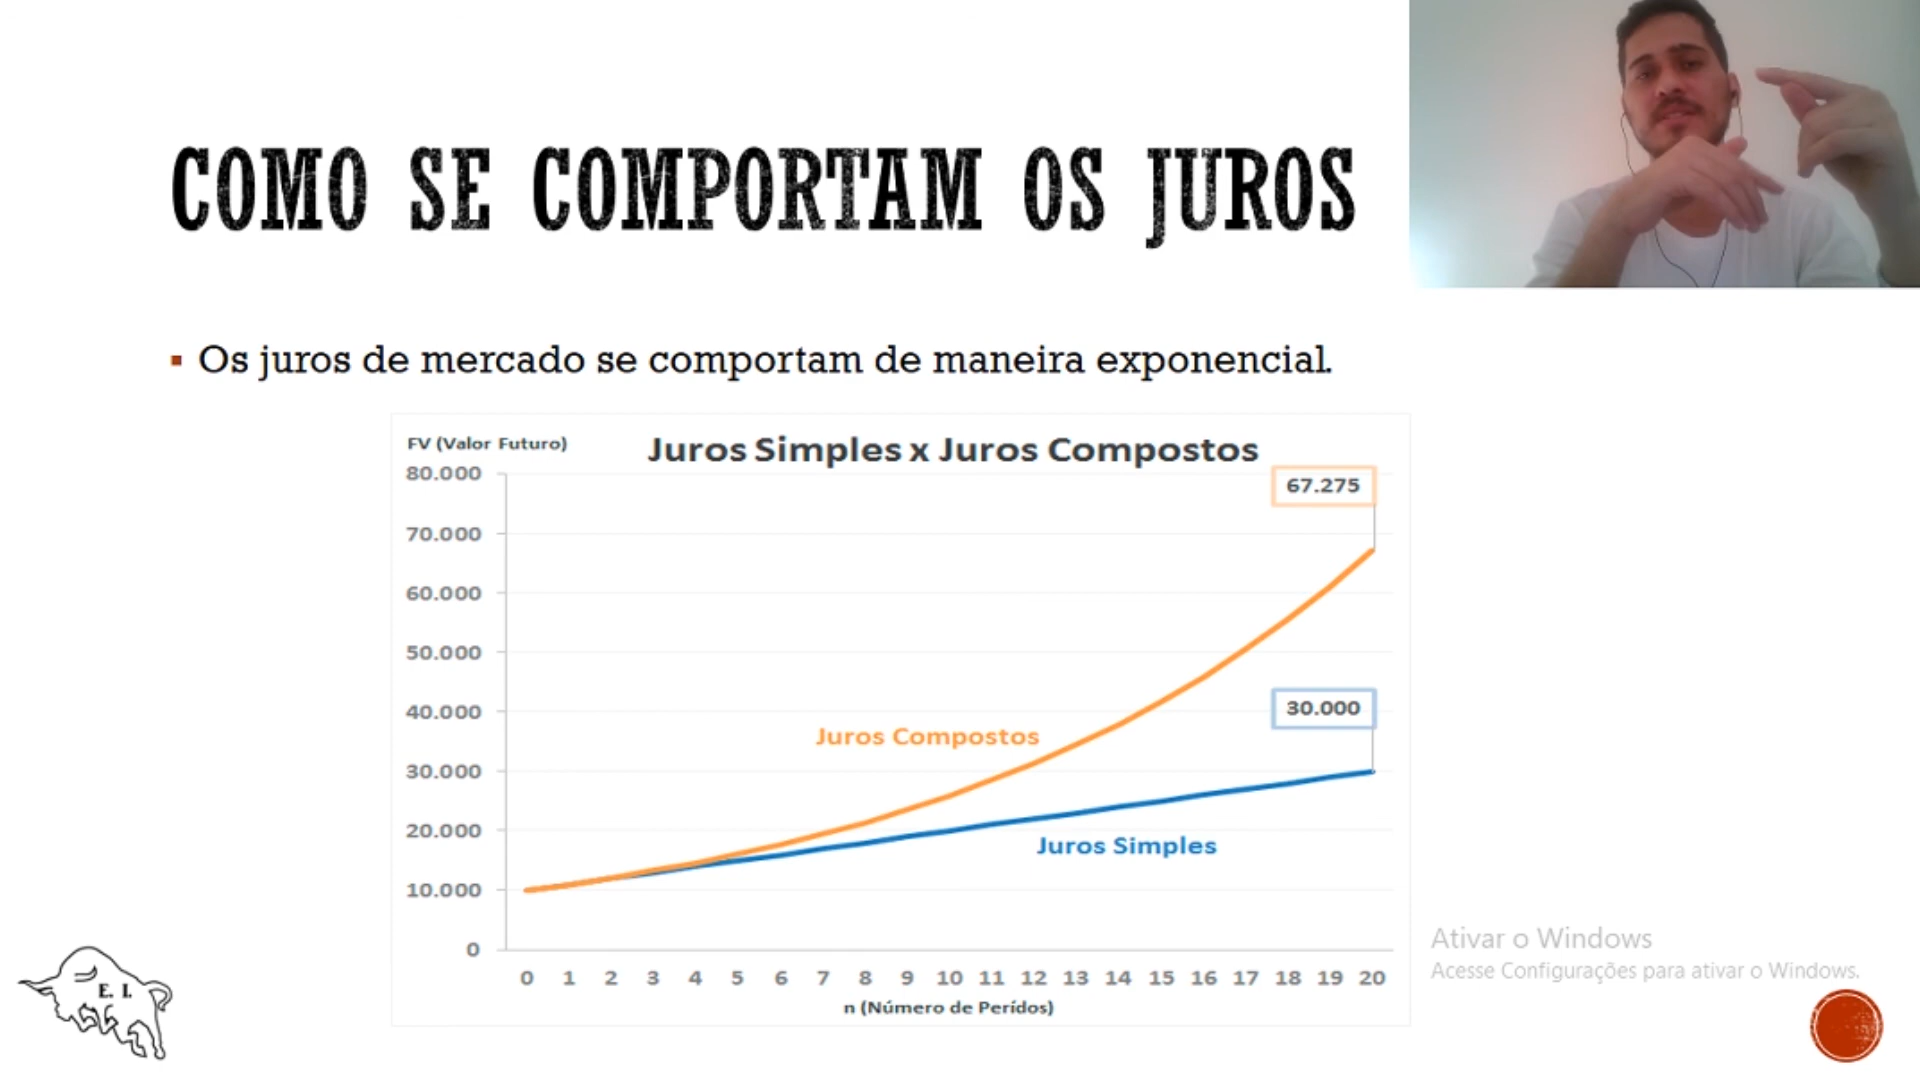 COMO SE COMPORTAM OS JUROS
Os juros de mercado se comportam de maneira exponencial.
FV (Valor Futuro)
Juros Simples x Juros Compostos
80.000
70.000
60.000
50.000
40.000
30.000
20.000
10.000
0
67.275
30.000
Juros Compostos
Juros Simples
0 1 2 3 4 5 6 7 8 9 10 11 12 13 14 15 16 17 18 19 20
n (Número de Perídos)
E. I.
Ativar o Windows
Acesse Configurações para ativar o Windows.